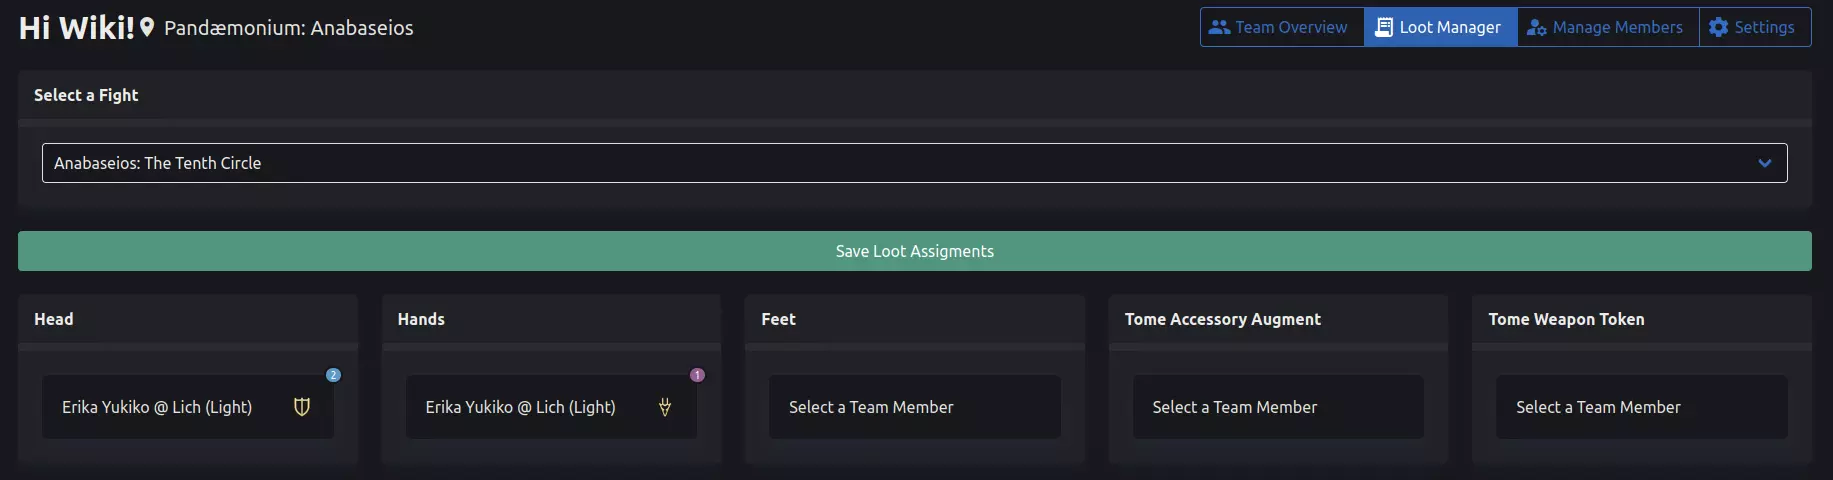 Hi Wiki! Pandæmonium: Anabaseios
Team Overview Loot Manager Manage Members Settings
Select a Fight
Anabaseios: The Tenth Circle
Save Loot Assigments
Head Hands Feet Tome Accessory Augment Tome Weapon Token
2 1
Erika Yukiko @ Lich (Light) Erika Yukiko @ Lich (Light) Select a Team Member Select a Team Member Select a Team Member